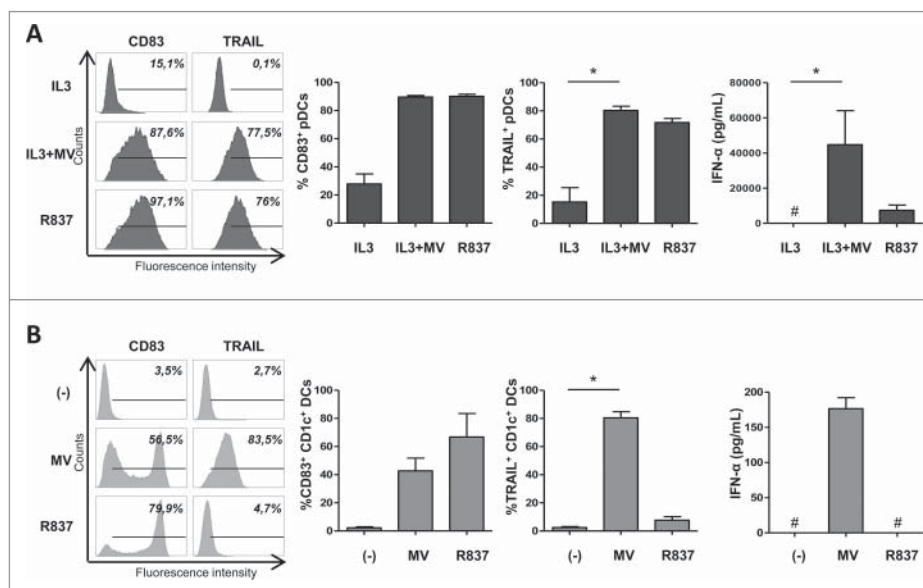 A
CD83 TRAIL
IL3
15,1% 0,1%
IL3+MV
87,6% 77,5%
R837
97,1% 76%
Counts
Fluorescence intensity
% CD83⁺ pDCs
100
80
60
40
20
0
IL3 IL3+MV R837
% TRAIL⁺ pDCs
100
80
60
40
20
0
*
IL3 IL3+MV R837
IFN-α (pg/mL)
80000
60000
40000
20000
0
*
#
IL3 IL3+MV R837
B
CD83 TRAIL
(-)
3,5% 2,7%
MV
56,5% 83,5%
R837
79,9% 4,7%
Counts
Fluorescence intensity
%CD83⁺ CD1c⁺ DCs
100
80
60
40
20
0
(-) MV R837
%TRAIL⁺ CD1c⁺ DCs
100
80
60
40
20
0
*
(-) MV R837
IFN-α (pg/mL)
200
150
100
50
0
# #
(-) MV R837